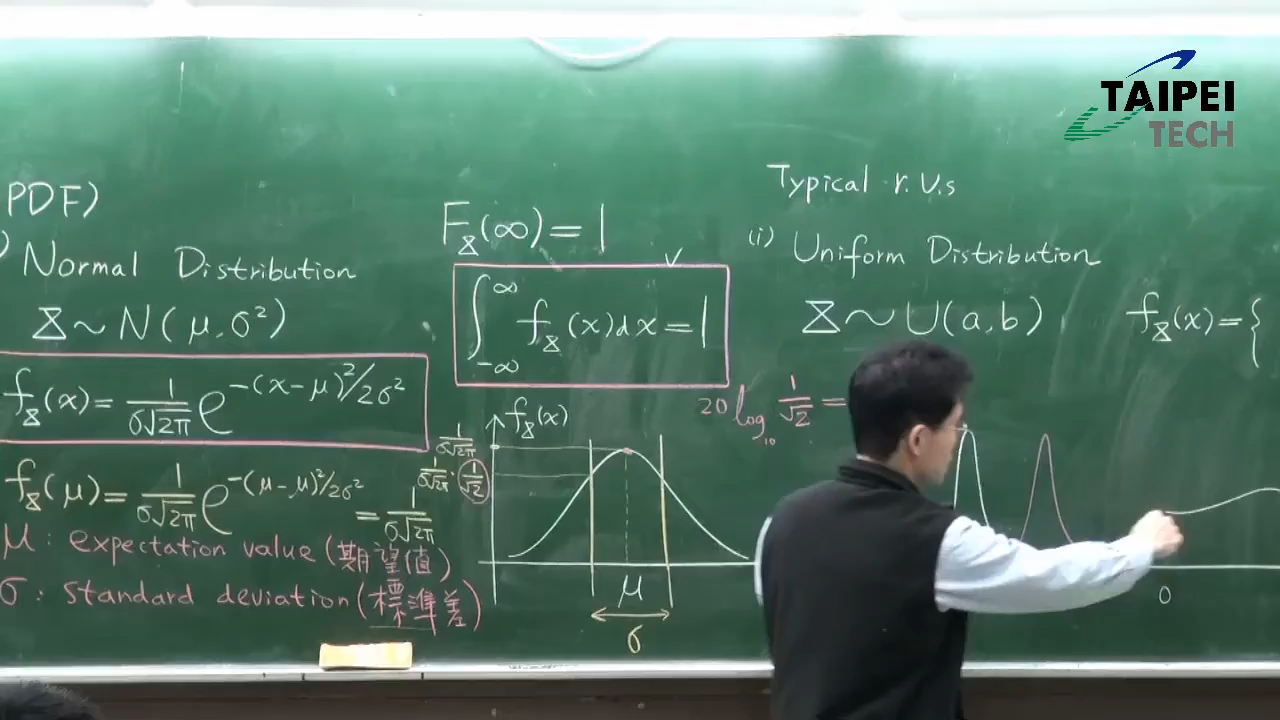 TAIPEI
TECH
PDF)
) Normal Distribution
X ~ N(μ, σ²)
f_X(x) = 1/(σ√2π) e^{-(x-μ)²/2σ²}
f_X(μ) = 1/(σ√2π) e^{-(μ-μ)²/2σ²} = 1/(σ√2π)
μ : expectation value (期望值)
σ : standard deviation (標準差)
F_X(∞) = 1
∫_{-∞}^{∞} f_X(x)dx = 1
f_X(x)
1/(σ√2π)
1/(σ√2π) · 1/√2
μ
σ
20 log₁₀ 1/√2 =
Typical r.v.s
(i) Uniform Distribution
X ~ U(a,b)
f_X(x) = {
0